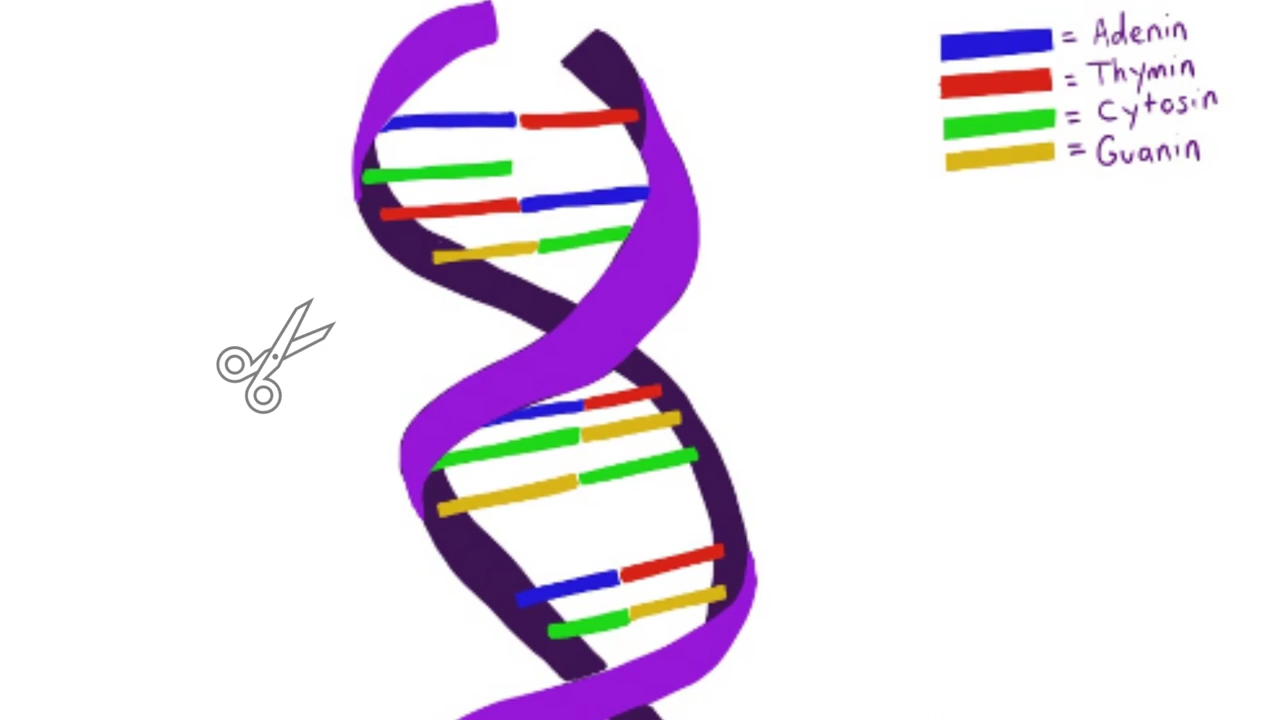 = Adenin
= Thymin
= Cytosin
= Guanin